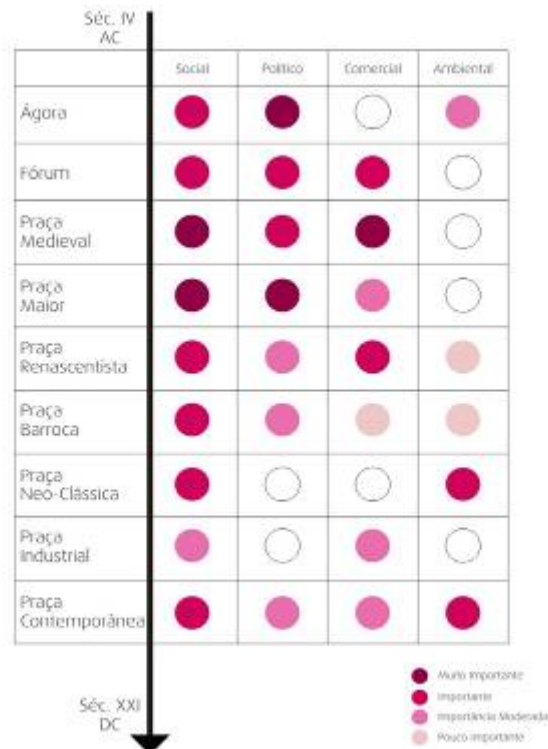 Séc. IV
AC
Social Político Comercial Ambiental
Ágora
Fórum
Praça
Medieval
Praça
Maior
Praça
Renascentista
Praça
Barroca
Praça
Neo-Clássica
Praça
Industrial
Praça
Contemporânea
Séc. XXI
DC
Muito Importante
Importante
Importância Moderada
Pouco Importante